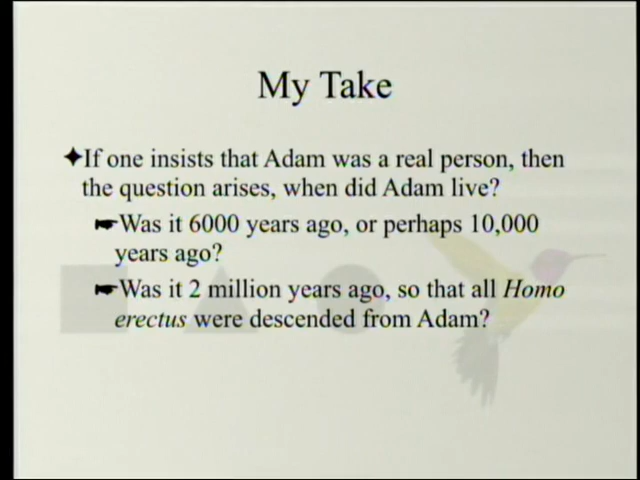 My Take
✦If one insists that Adam was a real person, then
the question arises, when did Adam live?
☛Was it 6000 years ago, or perhaps 10,000
years ago?
☛Was it 2 million years ago, so that all Homo
erectus were descended from Adam?